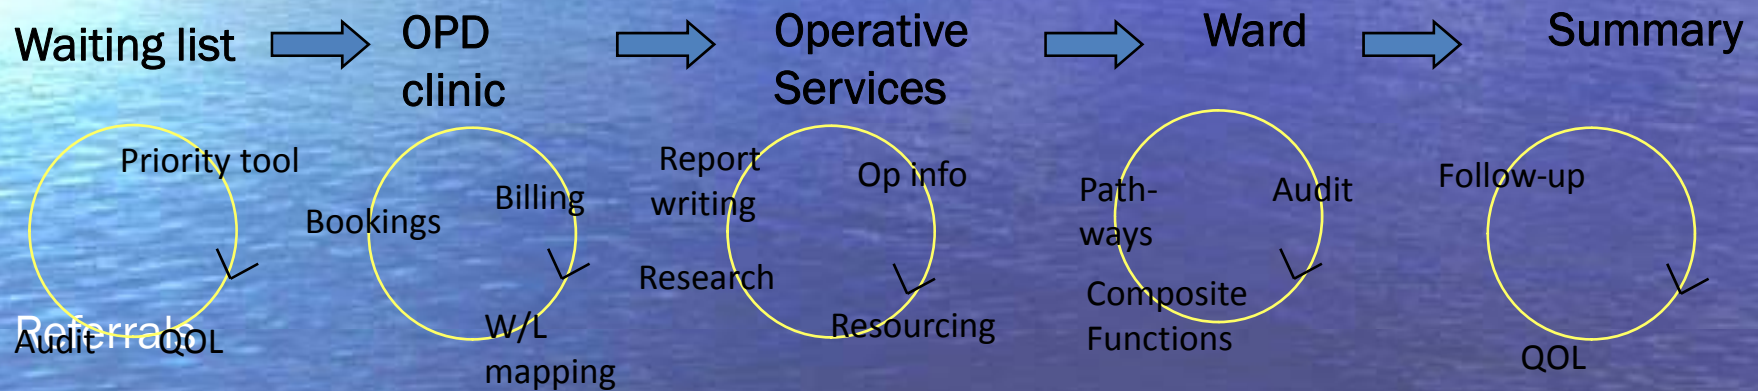 Waiting list
OPD
clinic
Operative
Services
Ward
Summary
Priority tool
Referrals
Audit
QOL
Bookings
Billing
W/L
mapping
Report
writing
Op info
Research
Resourcing
Path-
ways
Audit
Composite
Functions
Follow-up
QOL